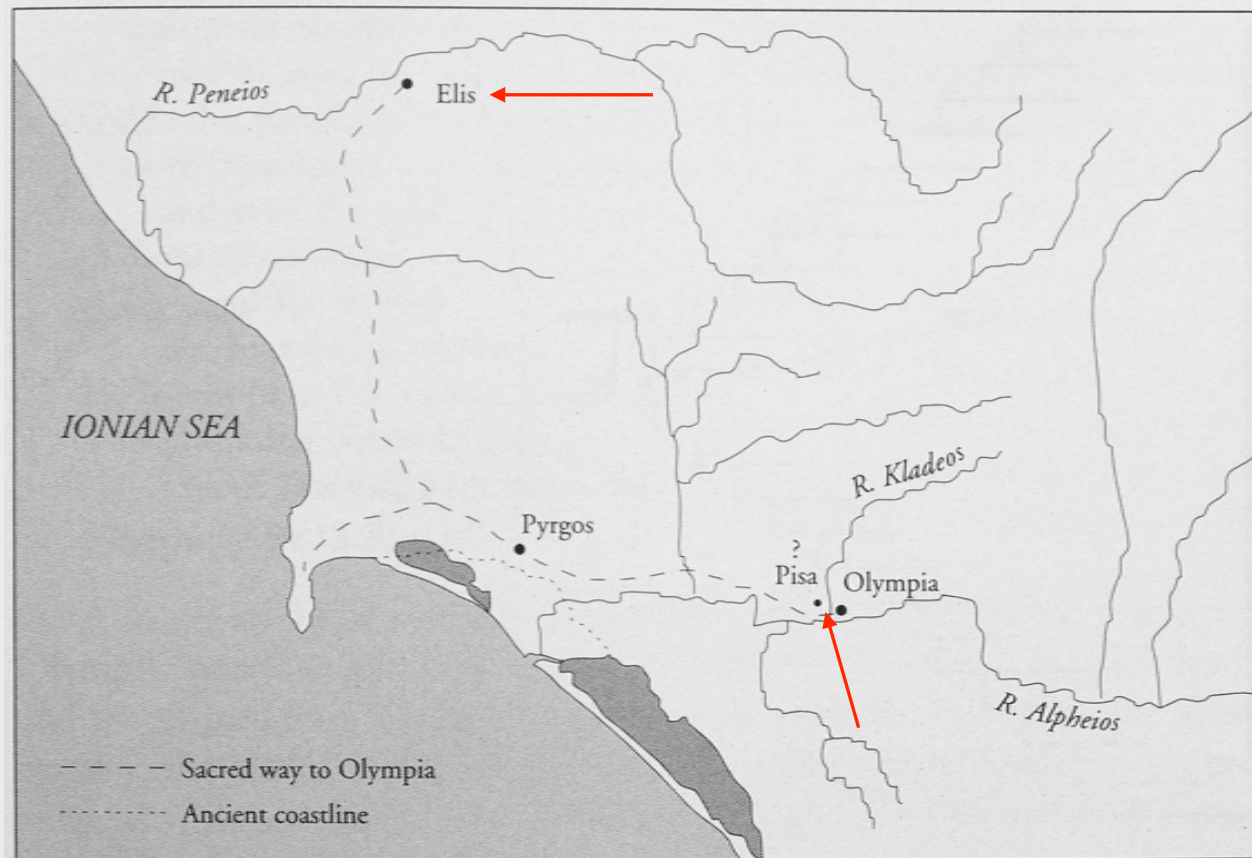 R. Peneios
Elis
IONIAN SEA
R. Kladeos
Pyrgos
?
Pisa
Olympia
R. Alpheios
Sacred way to Olympia
Ancient coastline